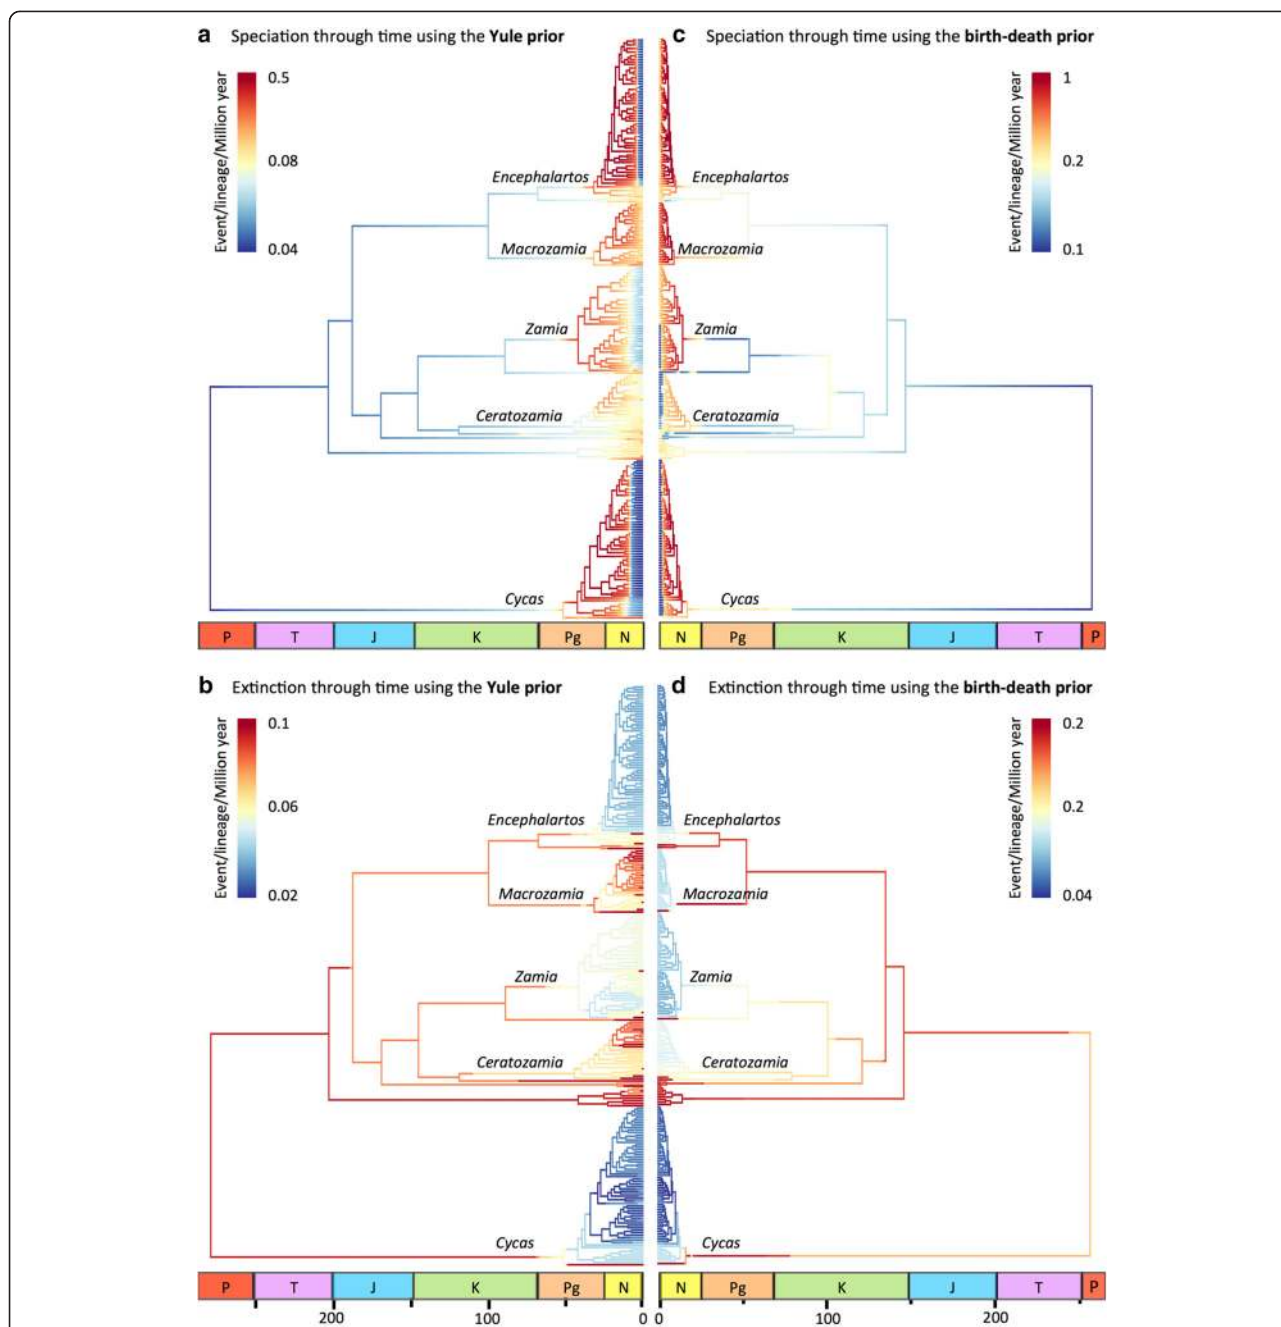 a Speciation through time using the Yule prior
0.5
0.08
0.04
Event/lineage/Million year
Encephalartos
Macrozamia
Zamia
Ceratozamia
Cycas
P T J K Pg N
c Speciation through time using the birth-death prior
1
0.2
0.1
Event/lineage/Million year
Encephalartos
Macrozamia
Zamia
Ceratozamia
Cycas
N Pg K J T P
b Extinction through time using the Yule prior
0.1
0.06
0.02
Event/lineage/Million year
Encephalartos
Macrozamia
Zamia
Ceratozamia
Cycas
P T J K Pg N
200 100 0
d Extinction through time using the birth-death prior
0.2
0.2
0.04
Event/lineage/Million year
Encephalartos
Macrozamia
Zamia
Ceratozamia
Cycas
N Pg K J T P
0 100 200